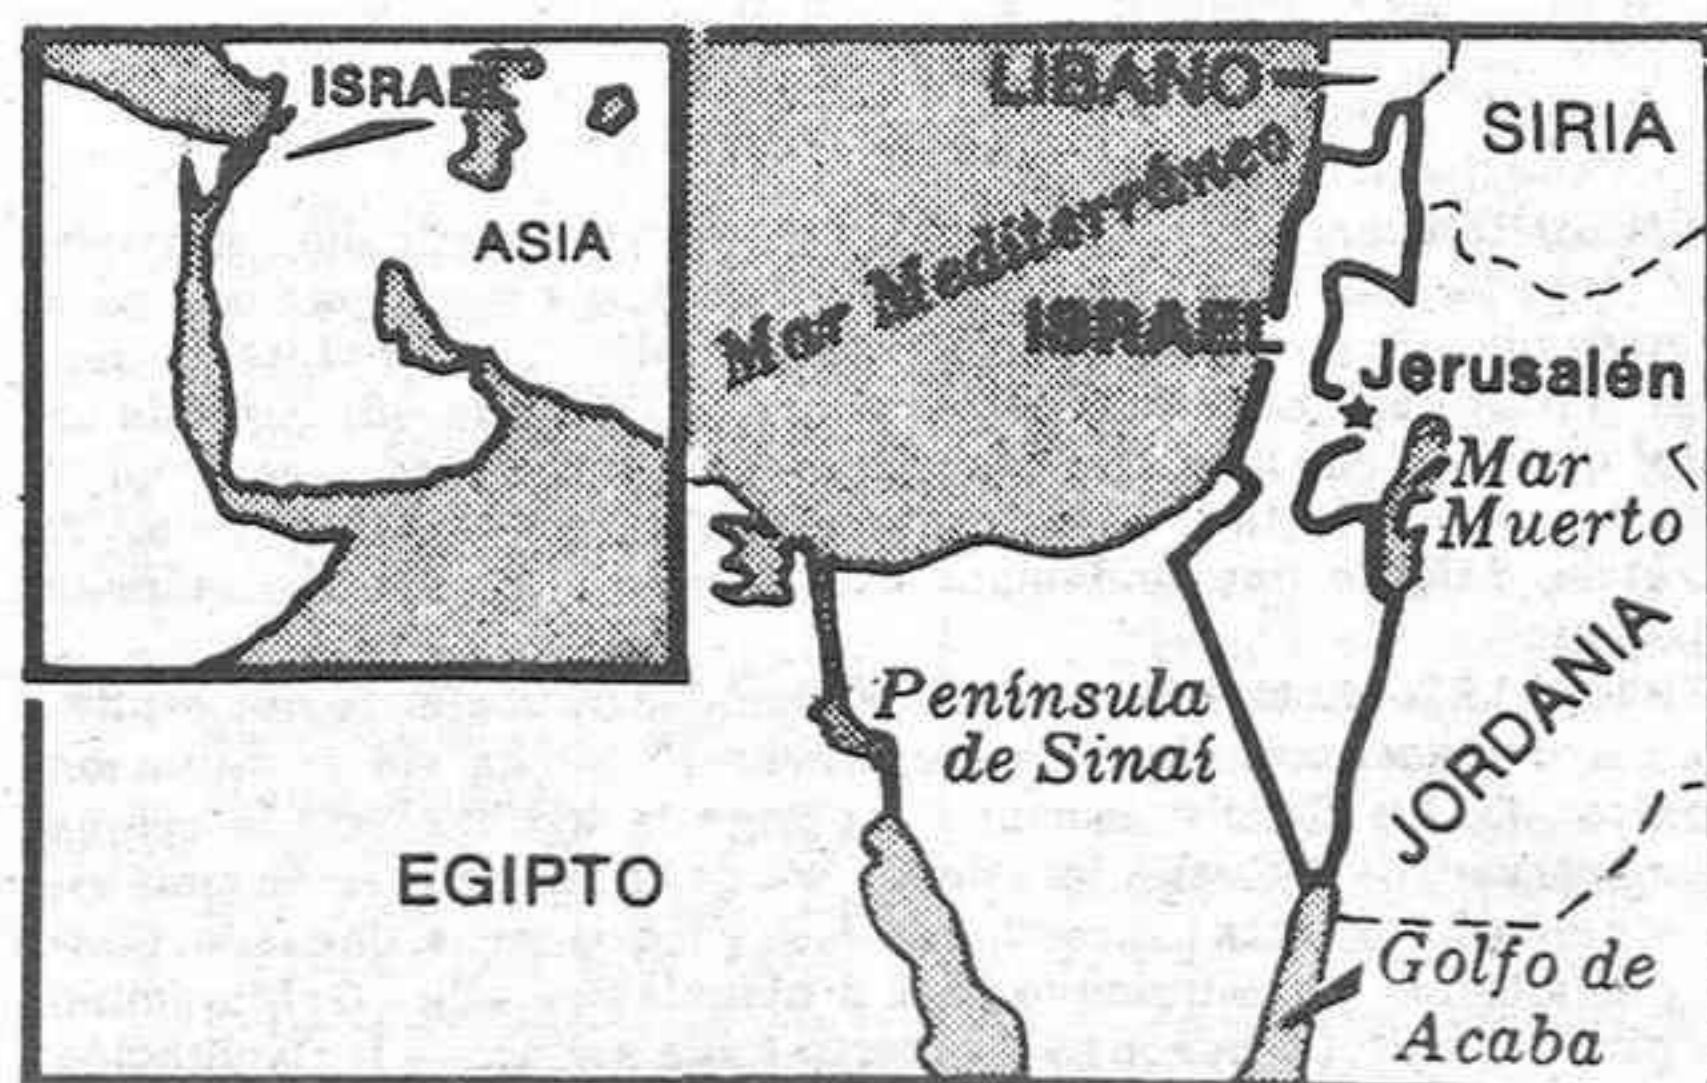 ISRAEL
ASIA
LIBANO
SIRIA
Mar Mediterráneo
ISRAEL
Jerusalén
Mar
Muerto
Península
de Sinaí
JORDANIA
EGIPTO
Golfo de
Acaba